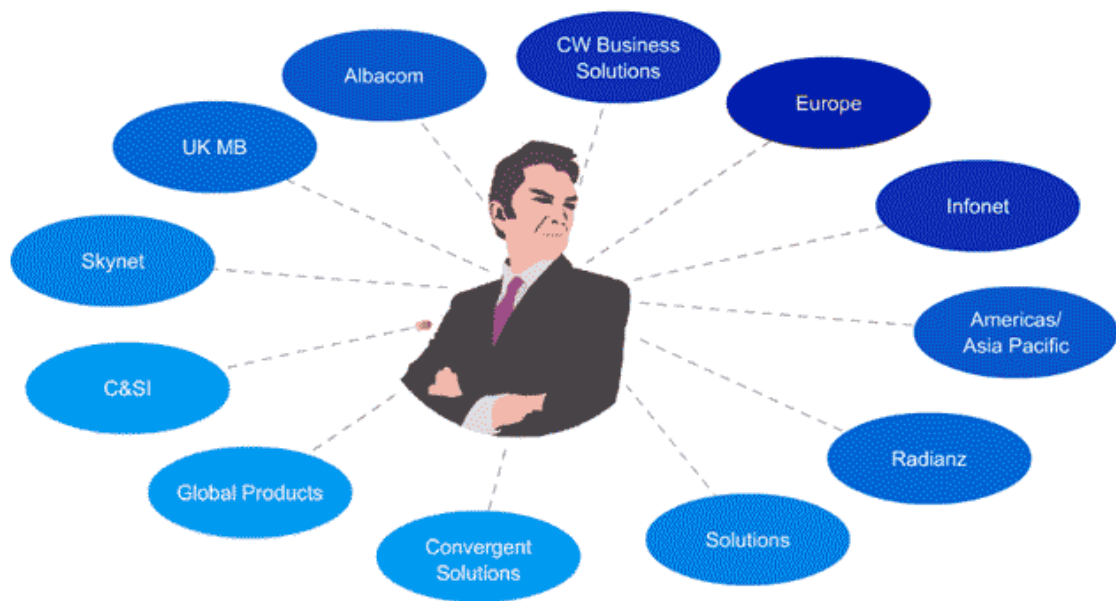 CW Business
Solutions
Albacom
Europe
UK MB
Infonet
Skynet
Americas/
Asia Pacific
C&SI
Radianz
Global Products
Solutions
Convergent
Solutions